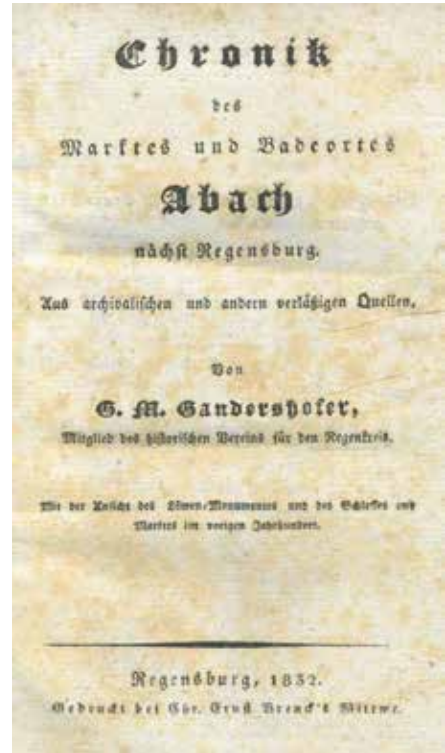 Chronik
des
Marktes und Badeortes
Abach
nächst Regensburg.
Aus archivalischen und andern verläßigen Quellen,
Von
G. M. Gandershofer,
Mitglied des historischen Vereins für den Regenkreis.
Mit der Ansicht des Löwen-Monumentes und des Schlosses und
Marktes im vorigen Jahrhundert.
Regensburg, 1832.
Gedruckt bei Chr. Ernst Brenck's Wittwe.